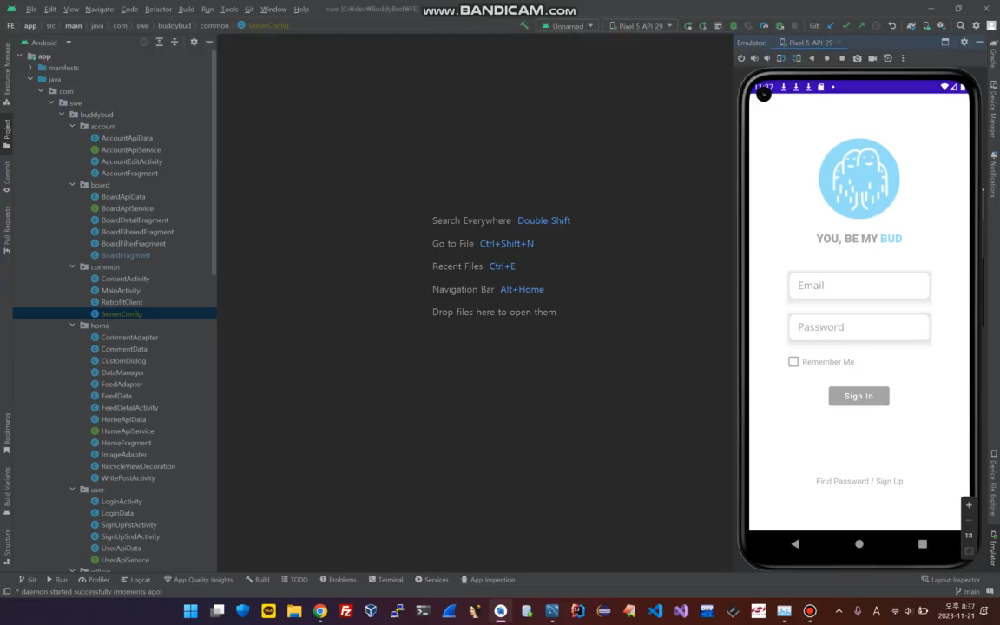 File Edit View Navigate Code Refactor Build Run Tools Git Window Help swe [C:₩dev₩BuddyBud₩FE]
www.BANDICAM.com
FE app src main java com swe buddybud common ServerConfig
Unnamed Pixel 5 API 29 Git:
Android
Emulator: Pixel 5 API 29
app
manifests
java
com
swe
buddybud
account
AccountApiData
AccountApiService
AccountEditActivity
AccountFragment
board
BoardApiData
BoardApiService
BoardDetailFragment
BoardFilteredFragment
BoardFilterFragment
BoardFragment
common
ContentActivity
MainActivity
RetrofitClient
ServerConfig
home
CommentAdapter
CommentData
CustomDialog
DataManager
FeedAdapter
FeedData
FeedDetailActivity
HomeApiData
HomeApiService
HomeFragment
ImageAdapter
RecycleViewDecoration
WritePostActivity
user
LoginActivity
LoginData
SignUpFstActivity
SignUpSndActivity
UserApiData
UserApiService
Resource Manager
Project
Commit
Pull Requests
Bookmarks
Build Variants
Structure
Search Everywhere Double Shift
Go to File Ctrl+Shift+N
Recent Files Ctrl+E
Navigation Bar Alt+Home
Drop files here to open them
YOU, BE MY BUD
Email
Password
Remember Me
Sign In
Find Password / Sign Up
1:1
Gradle
Device Manager
Notifications
Device File Explorer
Emulator
Git Run Profiler Logcat App Quality Insights Build TODO Problems Terminal Services App Inspection Layout Inspector
* daemon started successfully (moments ago)
main
TALK
DEV
A
오후 8:37
2023-11-21